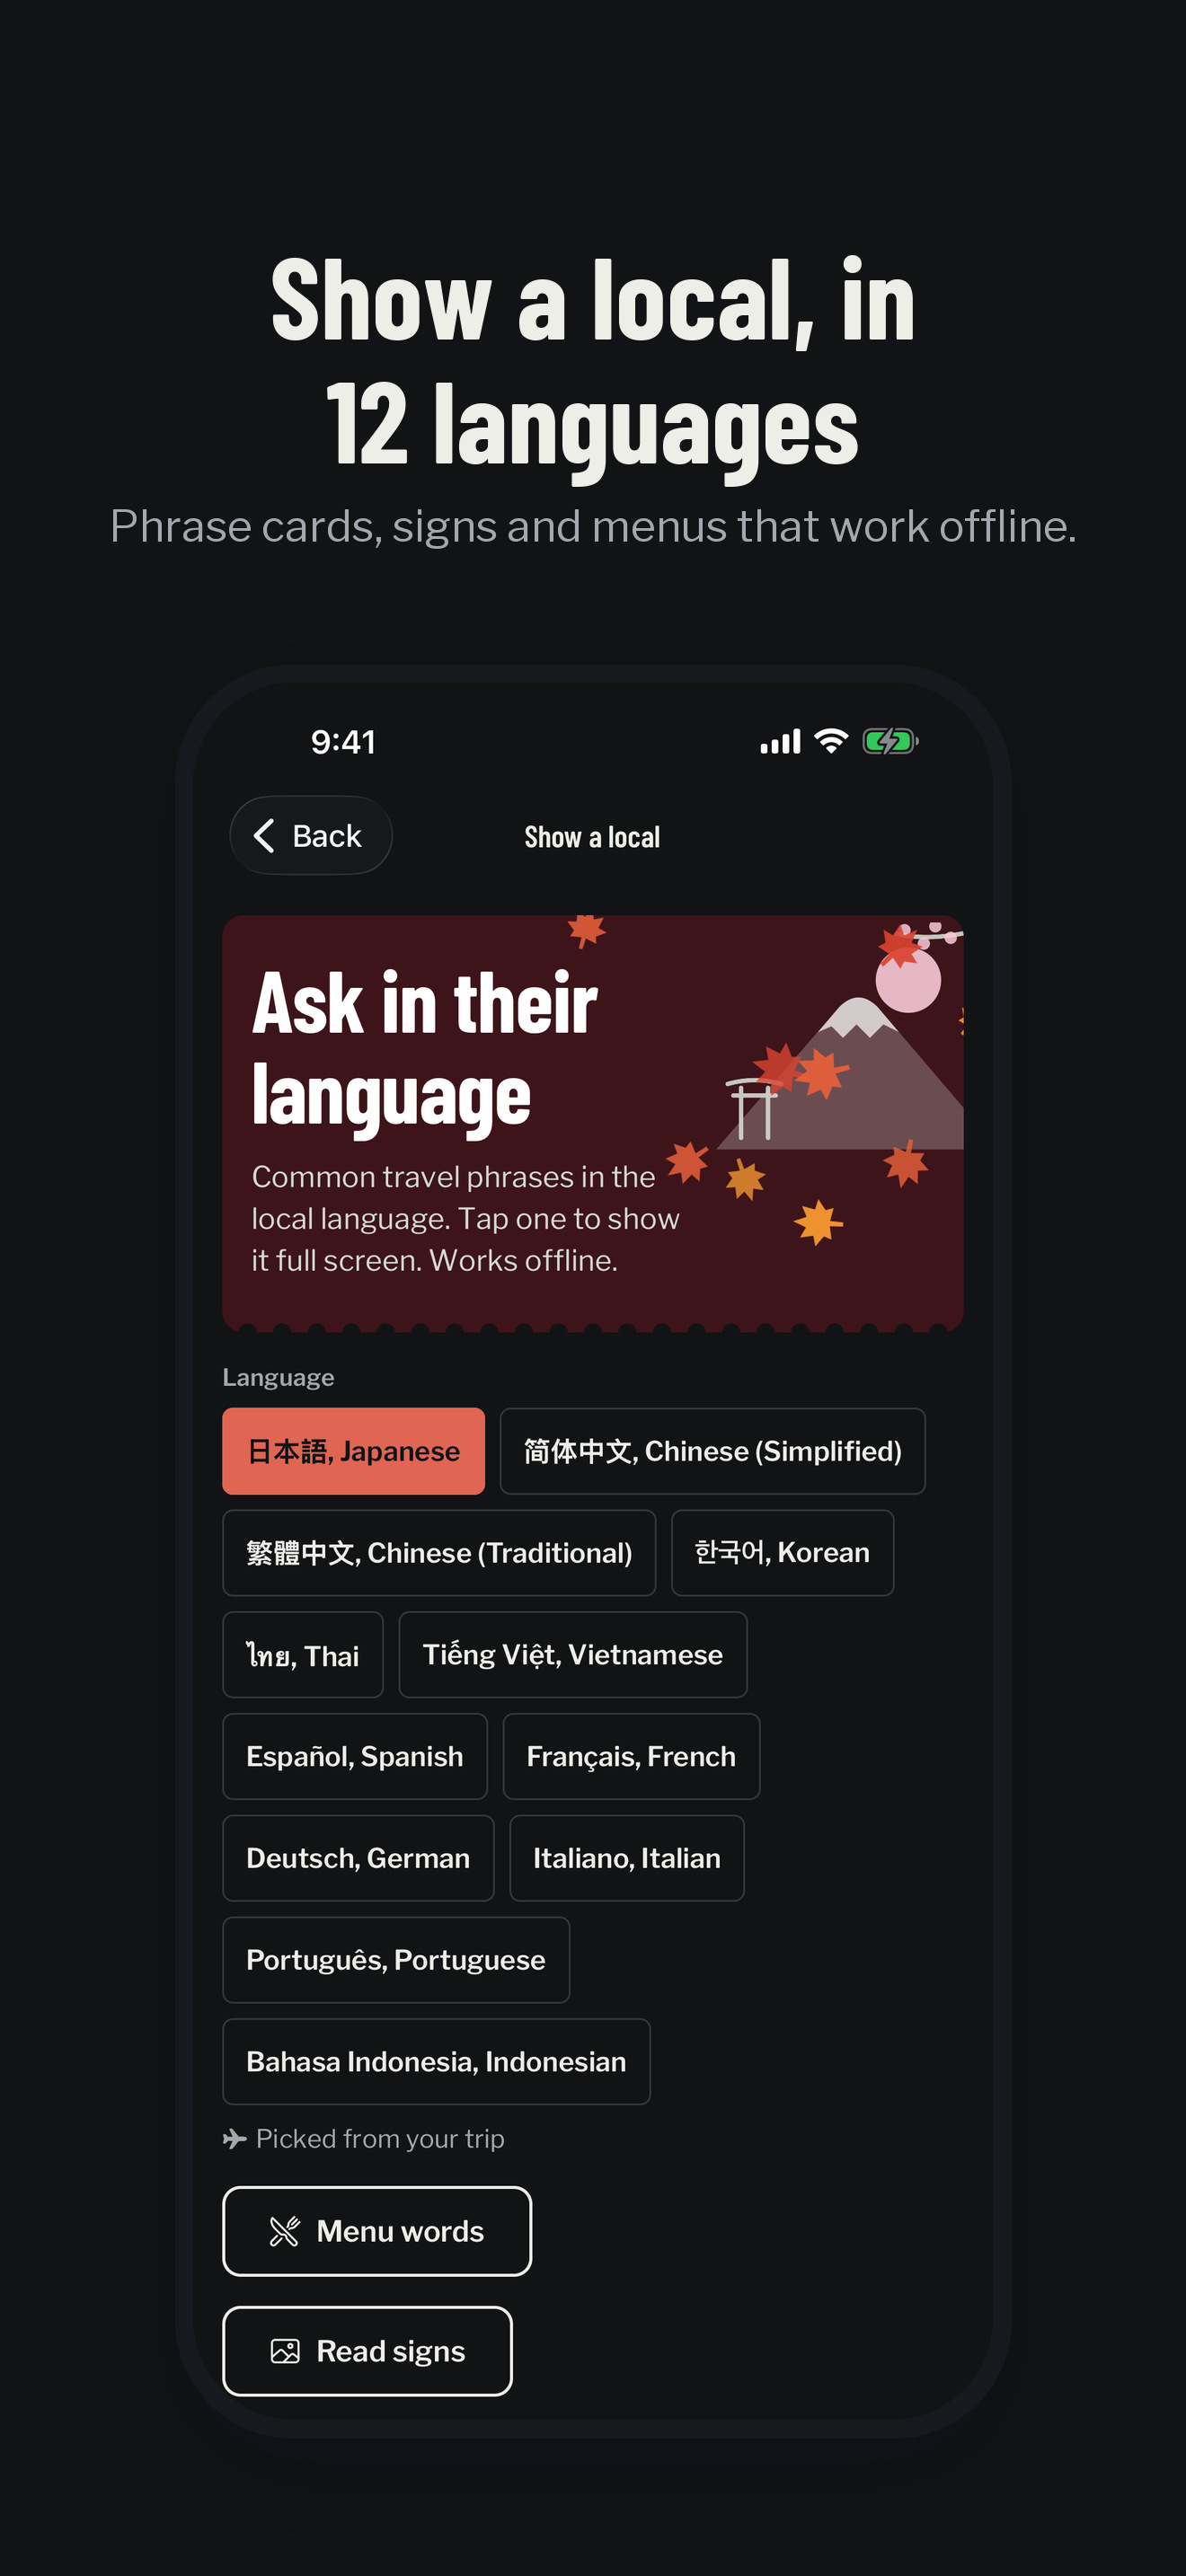 Show a local, in
12 languages
Phrase cards, signs and menus that work offline.
9:41
Back
Show a local
Ask in their
language
Common travel phrases in the
local language. Tap one to show
it full screen. Works offline.
Language
日本語, Japanese
简体中文, Chinese (Simplified)
繁體中文, Chinese (Traditional)
한국어, Korean
ไทย, Thai
Tiếng Việt, Vietnamese
Español, Spanish
Français, French
Deutsch, German
Italiano, Italian
Português, Portuguese
Bahasa Indonesia, Indonesian
Picked from your trip
Menu words
Read signs